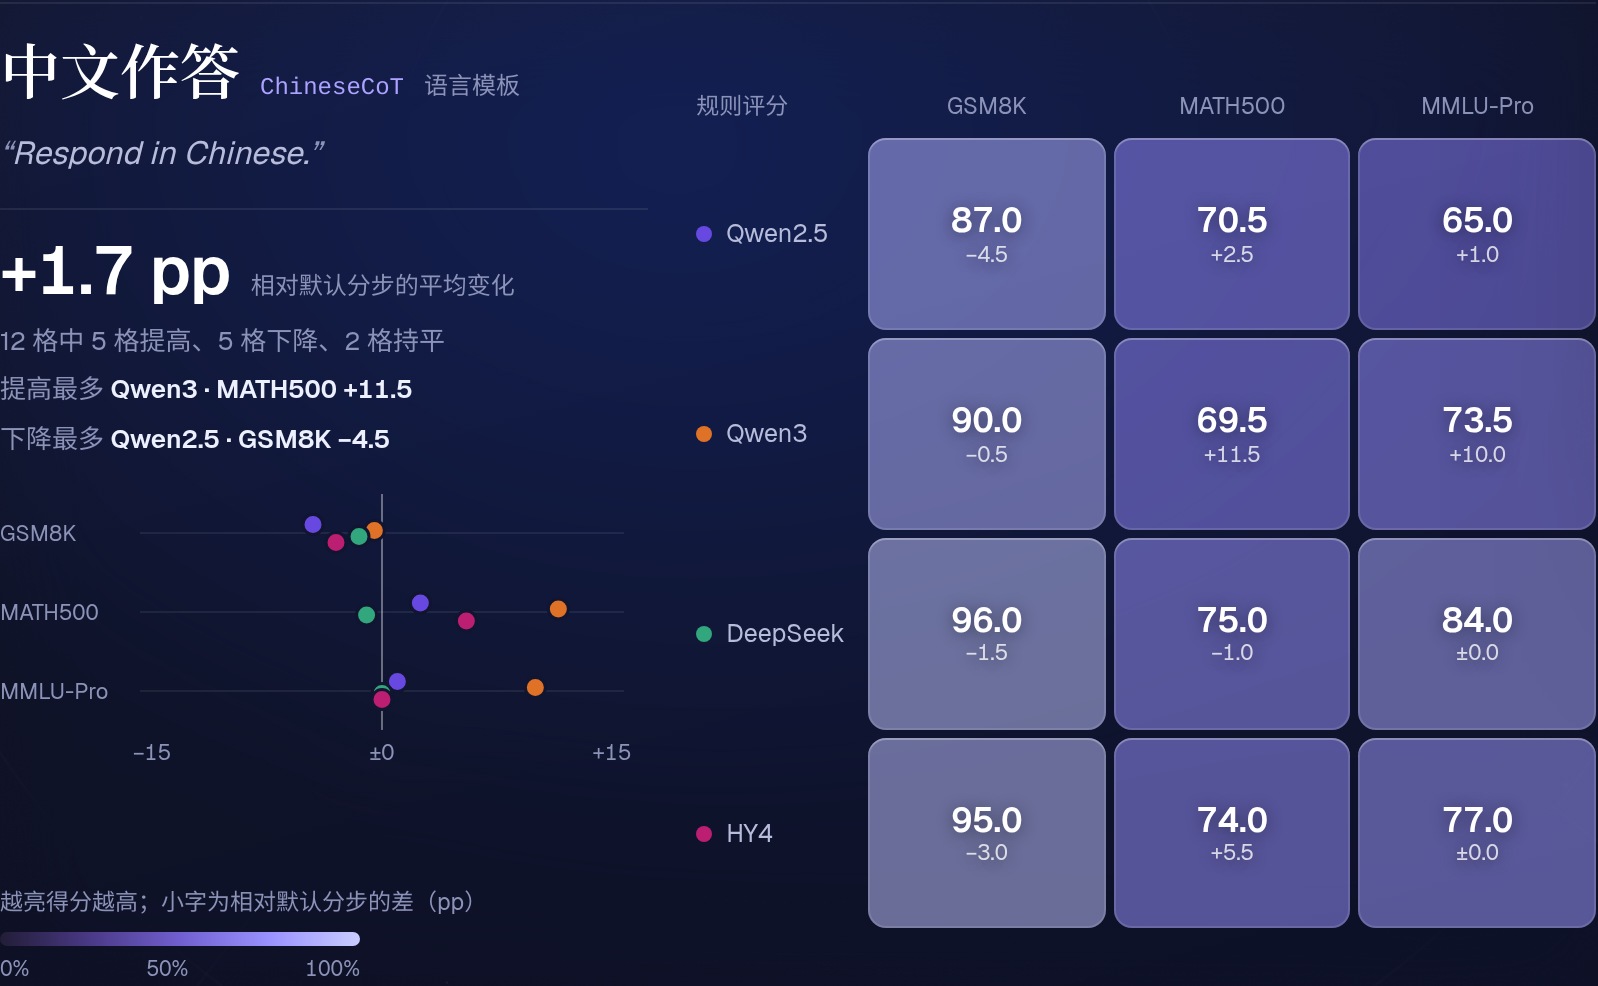 中文作答 ChineseCoT 语言模板
“Respond in Chinese.”
+1.7 pp 相对默认分步的平均变化
12 格中 5 格提高、5 格下降、2 格持平
提高最多 Qwen3 · MATH500 +11.5
下降最多 Qwen2.5 · GSM8K −4.5
GSM8K
MATH500
MMLU-Pro
−15 ±0 +15
越亮得分越高；小字为相对默认分步的差（pp）
0% 50% 100%
规则评分 GSM8K MATH500 MMLU-Pro
Qwen2.5 87.0 70.5 65.0
−4.5 +2.5 +1.0
Qwen3 90.0 69.5 73.5
−0.5 +11.5 +10.0
DeepSeek 96.0 75.0 84.0
−1.5 −1.0 ±0.0
HY4 95.0 74.0 77.0
−3.0 +5.5 ±0.0